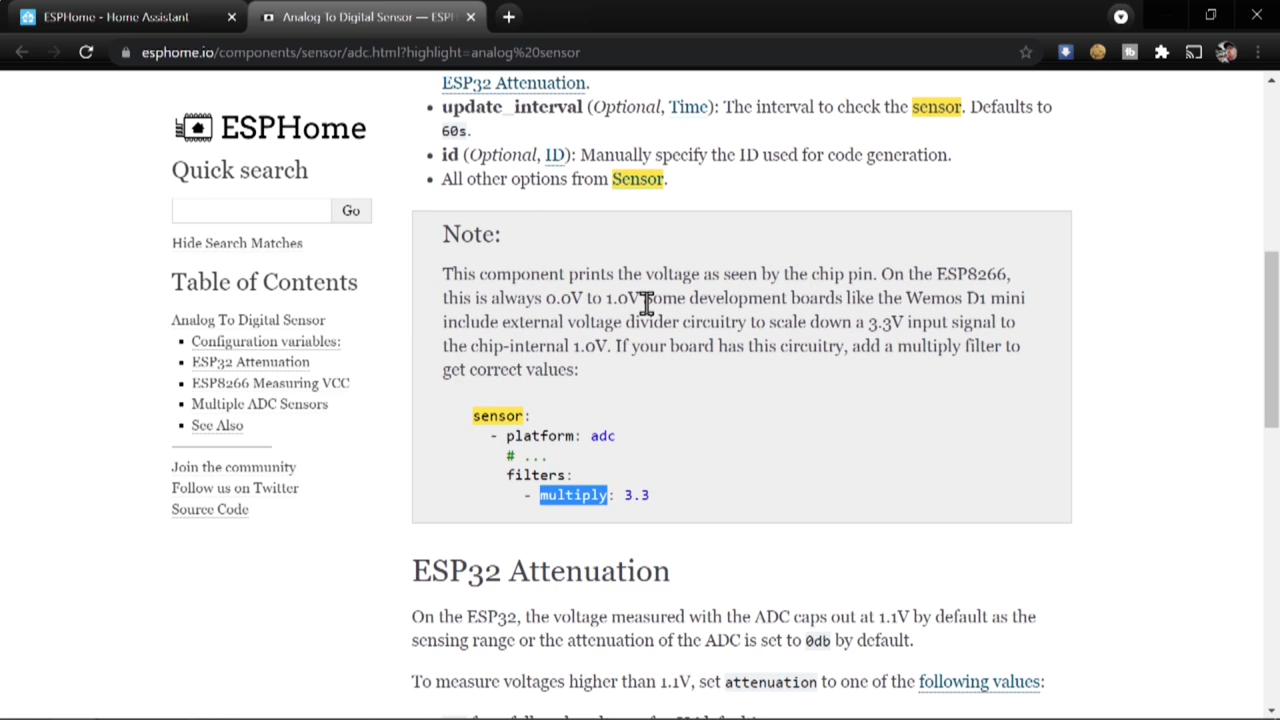 ESPHome - Home Assistant
Analog To Digital Sensor — ESPH
esphome.io/components/sensor/adc.html?highlight=analog%20sensor
ESPHome
Quick search
Go
Hide Search Matches
Table of Contents
Analog To Digital Sensor
▪ Configuration variables:
▪ ESP32 Attenuation
▪ ESP8266 Measuring VCC
▪ Multiple ADC Sensors
▪ See Also
Join the community
Follow us on Twitter
Source Code
ESP32 Attenuation.
• update_interval (Optional, Time): The interval to check the sensor. Defaults to
60s.
• id (Optional, ID): Manually specify the ID used for code generation.
• All other options from Sensor.
Note:
This component prints the voltage as seen by the chip pin. On the ESP8266,
this is always 0.0V to 1.0V some development boards like the Wemos D1 mini
include external voltage divider circuitry to scale down a 3.3V input signal to
the chip-internal 1.0V. If your board has this circuitry, add a multiply filter to
get correct values:
sensor:
- platform: adc
# ...
filters:
- multiply: 3.3
ESP32 Attenuation
On the ESP32, the voltage measured with the ADC caps out at 1.1V by default as the
sensing range or the attenuation of the ADC is set to 0db by default.
To measure voltages higher than 1.1V, set attenuation to one of the following values: